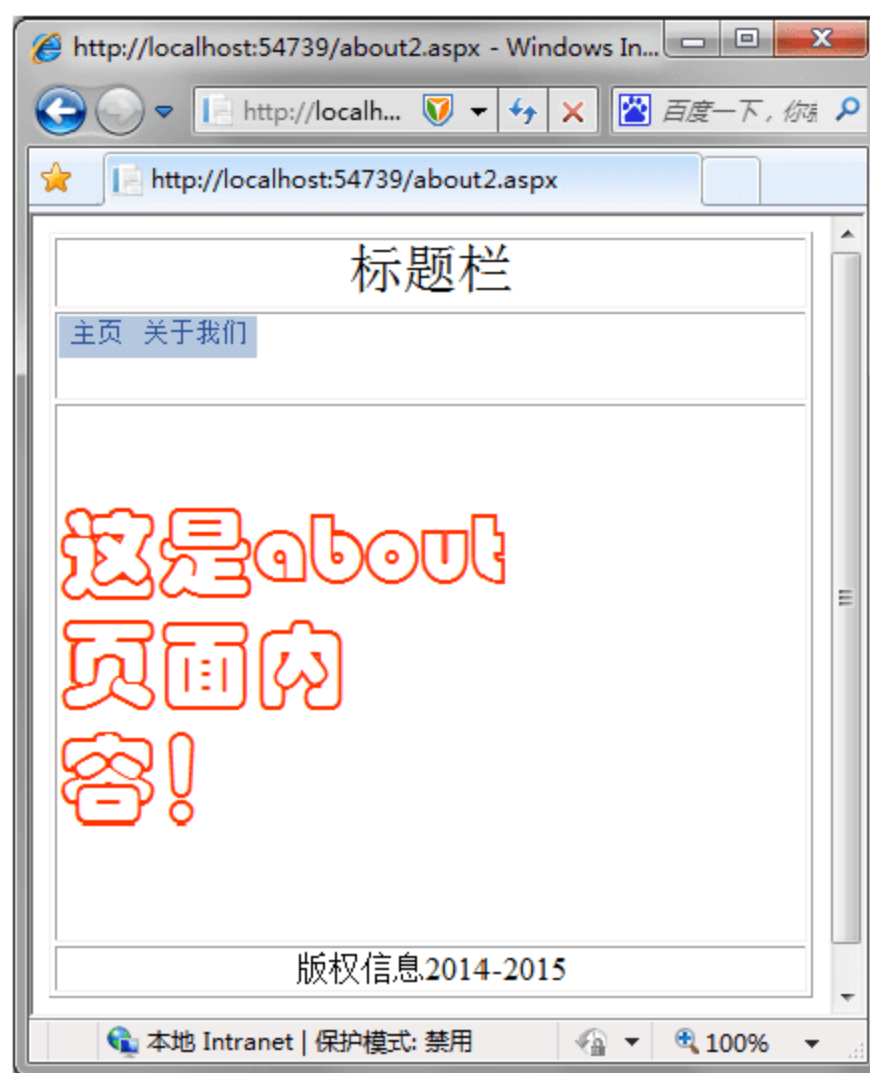 http://localhost:54739/about2.aspx - Windows In...
http://localh...
百度一下，你
http://localhost:54739/about2.aspx
标题栏
主页 关于我们
这是about
页面内
容!
版权信息2014-2015
本地 Intranet | 保护模式: 禁用
100%